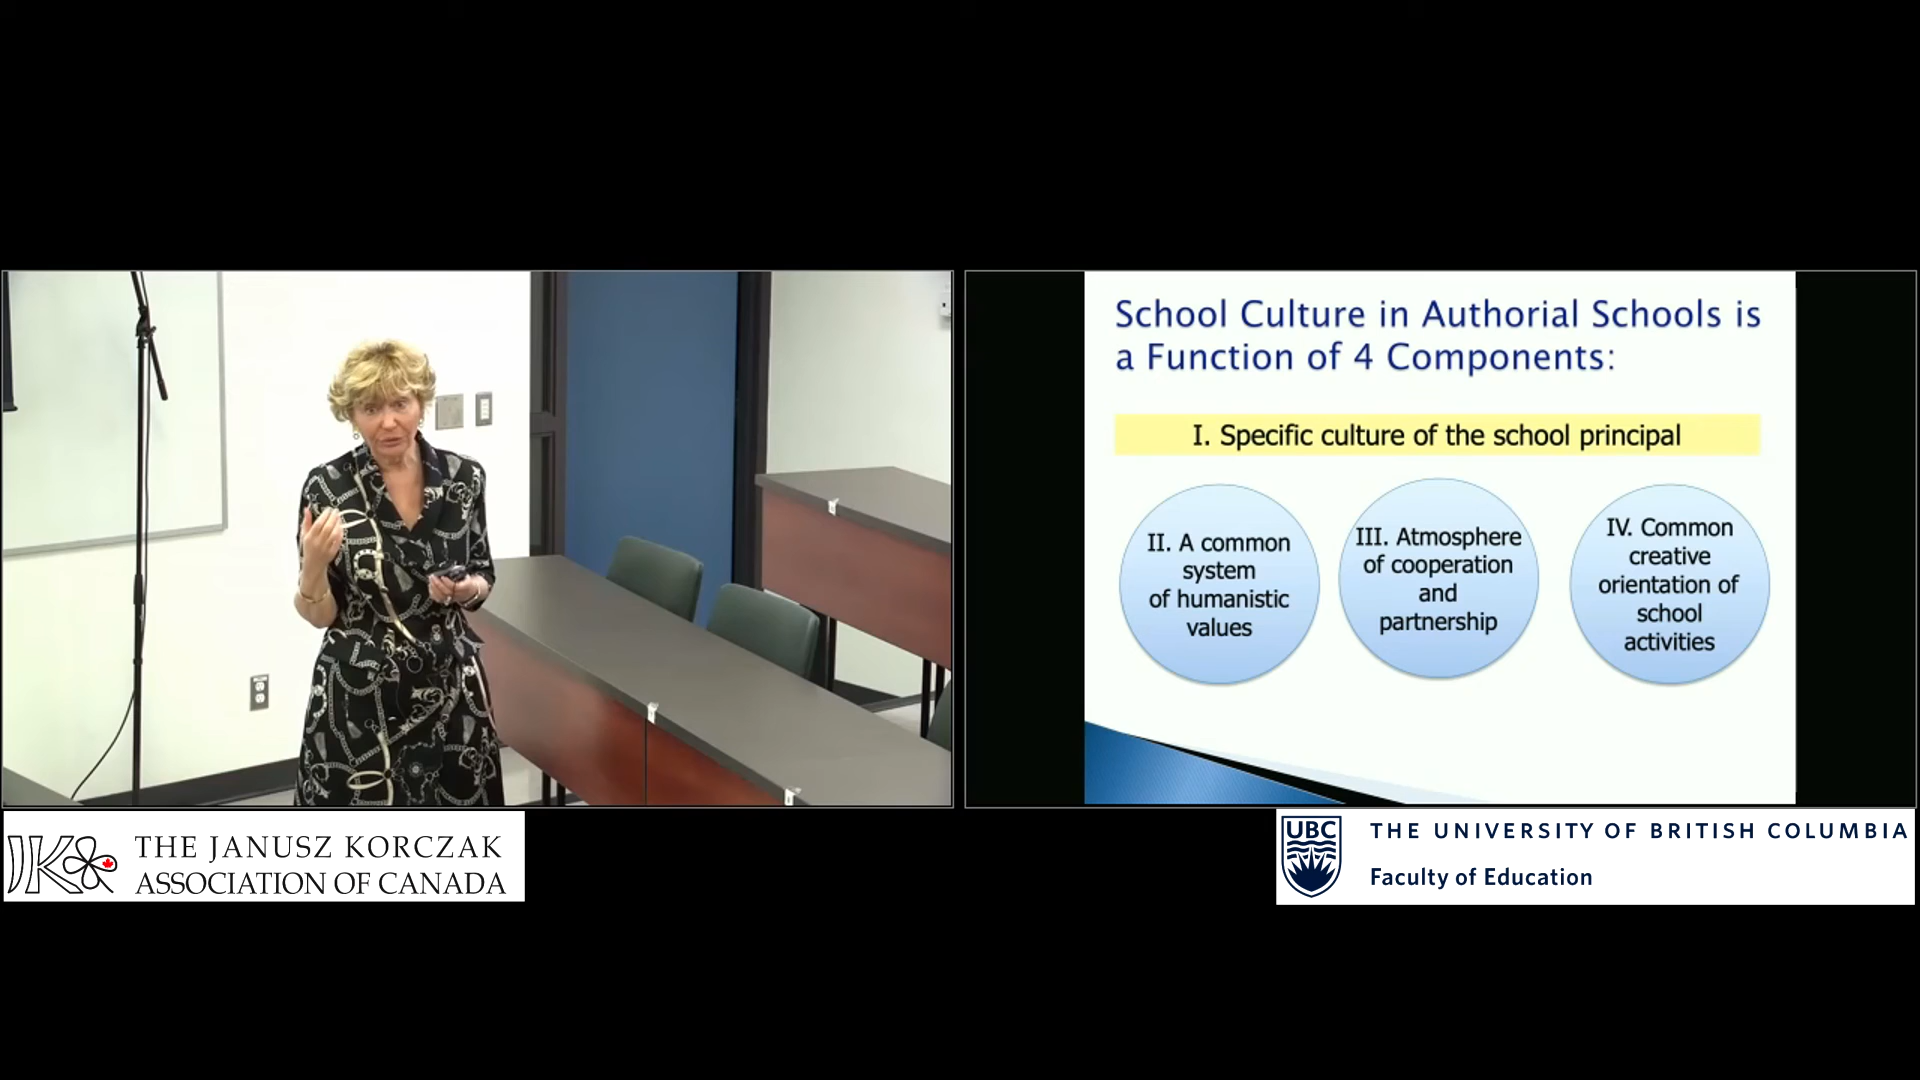 School Culture in Authorial Schools is
a Function of 4 Components:
I. Specific culture of the school principal
II. A common
system
of humanistic
values
III. Atmosphere
of cooperation
and
partnership
IV. Common
creative
orientation of
school
activities
THE JANUSZ KORCZAK
ASSOCIATION OF CANADA
UBC
THE UNIVERSITY OF BRITISH COLUMBIA
Faculty of Education